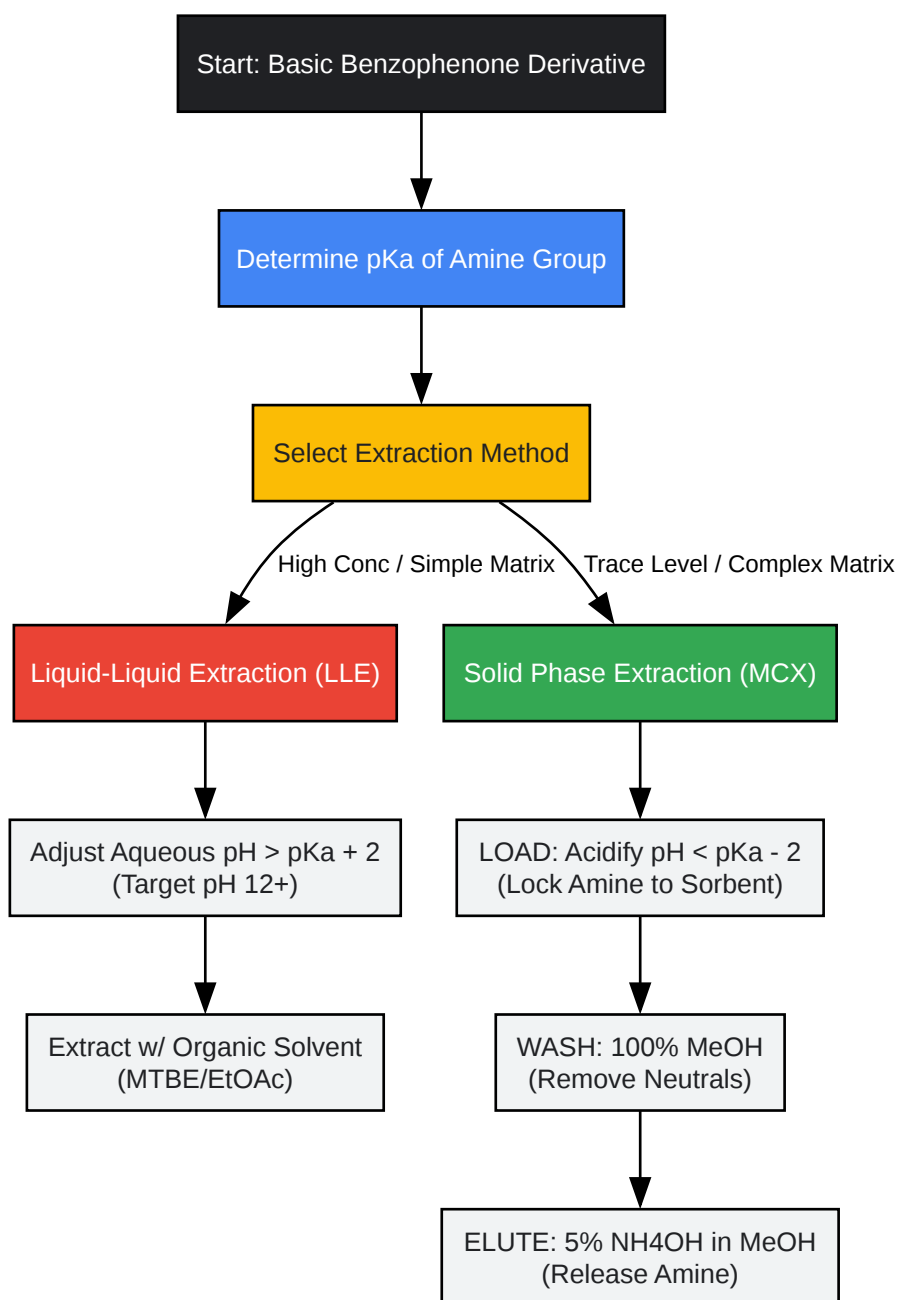 Start: Basic Benzophenone Derivative
Determine pKa of Amine Group
Select Extraction Method
High Conc / Simple Matrix
Trace Level / Complex Matrix
Liquid-Liquid Extraction (LLE)
Solid Phase Extraction (MCX)
Adjust Aqueous pH > pKa + 2
(Target pH 12+)
LOAD: Acidify pH < pKa - 2
(Lock Amine to Sorbent)
Extract w/ Organic Solvent
(MTBE/EtOAc)
WASH: 100% MeOH
(Remove Neutrals)
ELUTE: 5% NH4OH in MeOH
(Release Amine)